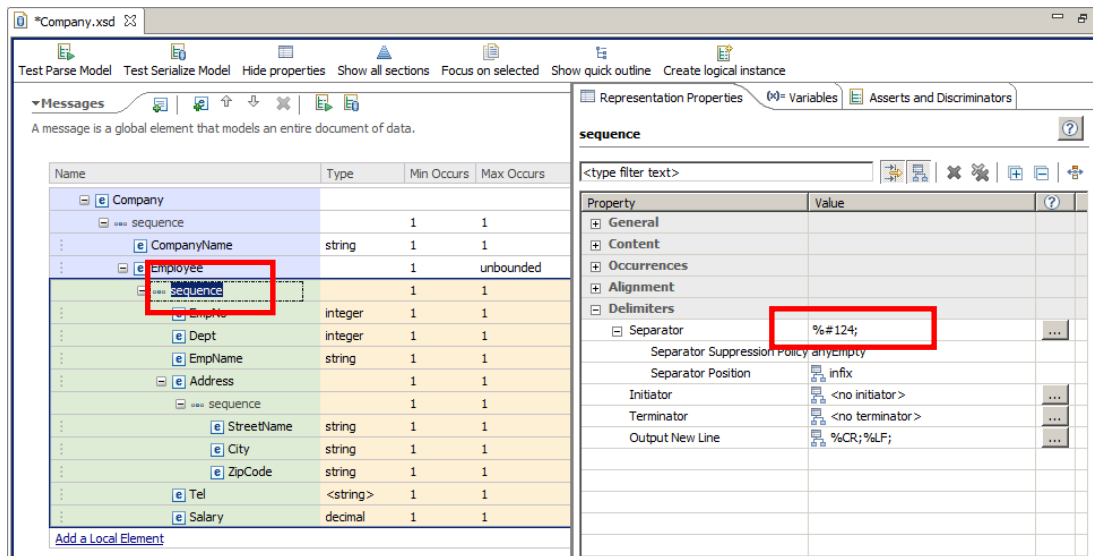 *Company.xsd
Test Parse Model Test Serialize Model Hide properties Show all sections Focus on selected Show quick outline Create logical instance
Messages
A message is a global element that models an entire document of data.
Name Type Min Occurs Max Occurs
Company
sequence 1 1
CompanyName string 1 1
Employee 1 unbounded
sequence 1 1
EmpNo integer 1 1
Dept integer 1 1
EmpName string 1 1
Address 1 1
sequence 1 1
StreetName string 1 1
City string 1 1
ZipCode string 1 1
Tel <string> 1 1
Salary decimal 1 1
Add a Local Element
Representation Properties (x)= Variables Asserts and Discriminators
sequence
<type filter text>
Property Value
General
Content
Occurrences
Alignment
Delimiters
Separator %#124; ...
Separator Suppression Policy anyEmpty
Separator Position infix
Initiator <no initiator> ...
Terminator <no terminator> ...
Output New Line %CR;%LF; ...